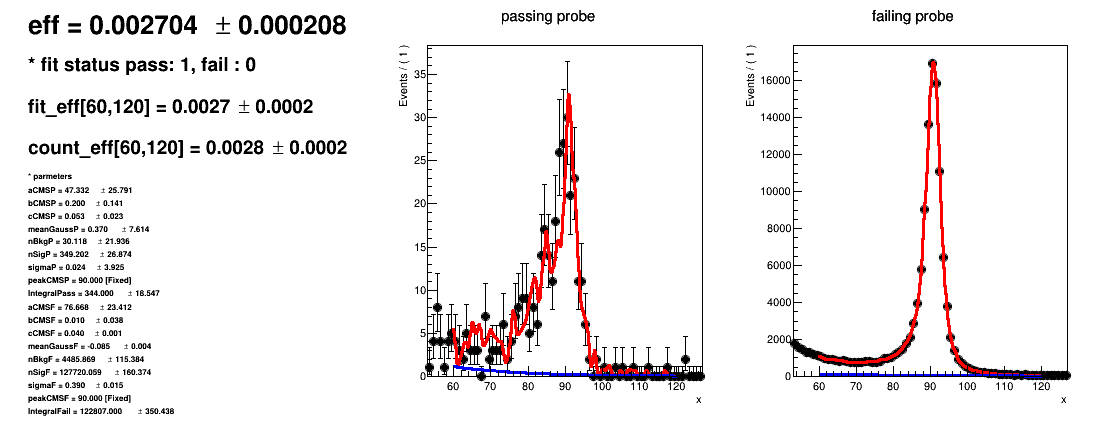 eff = 0.002704 ± 0.000208
* fit status pass: 1, fail : 0
fit_eff[60,120] = 0.0027 ± 0.0002
count_eff[60,120] = 0.0028 ± 0.0002
* parmeters
aCMSP = 47.332 ± 25.791
bCMSP = 0.200 ± 0.141
cCMSP = 0.053 ± 0.023
meanGaussP = 0.370 ± 7.614
nBkgP = 30.118 ± 21.936
nSigP = 349.202 ± 26.874
sigmaP = 0.024 ± 3.925
peakCMSP = 90.000 [Fixed]
IntegralPass = 344.000 ± 18.547
aCMSF = 76.668 ± 23.412
bCMSF = 0.010 ± 0.038
cCMSF = 0.040 ± 0.001
meanGaussF = -0.085 ± 0.004
nBkgF = 4485.869 ± 115.384
nSigF = 127720.059 ± 160.374
sigmaF = 0.390 ± 0.015
peakCMSF = 90.000 [Fixed]
IntegralFail = 122807.000 ± 350.438
passing probe
Events / ( 1 )
35
30
25
20
15
10
5
0
60 70 80 90 100 110 120
x
failing probe
Events / ( 1 )
16000
14000
12000
10000
8000
6000
4000
2000
0
60 70 80 90 100 110 120
x